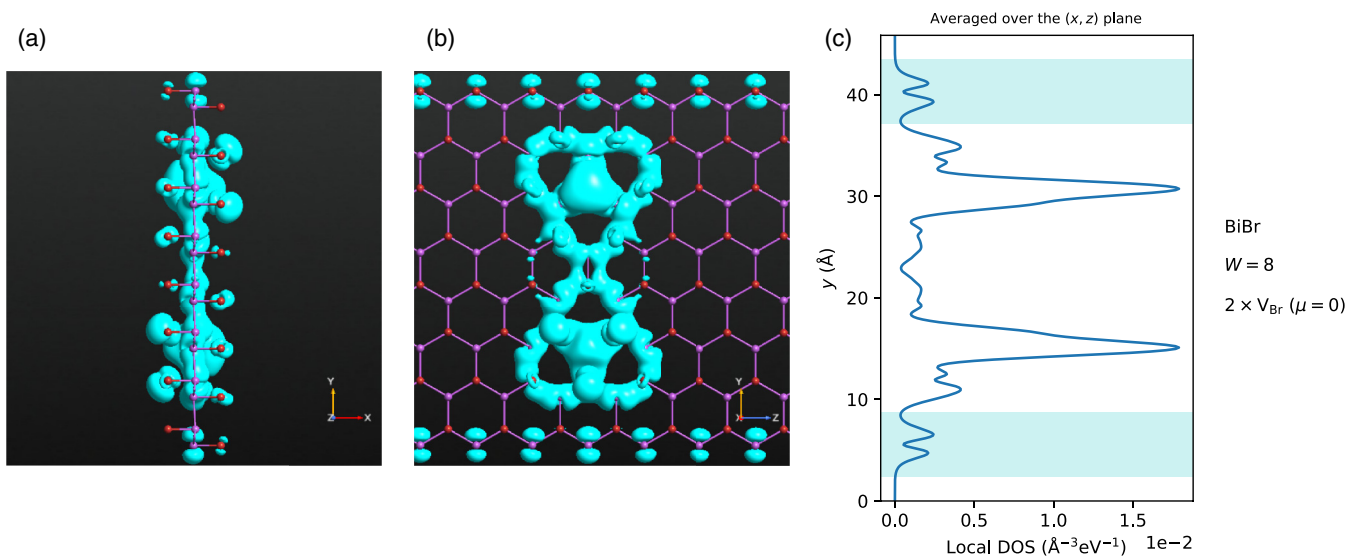 (a)
(b)
(c)
Averaged over the (x, z) plane
Y
Z
X
Y
X
Z
y (Å)
40
30
20
10
0
0.0 0.5 1.0 1.5
1e−2
Local DOS (Å⁻³eV⁻¹)
BiBr
W = 8
2 × V_Br (μ = 0)